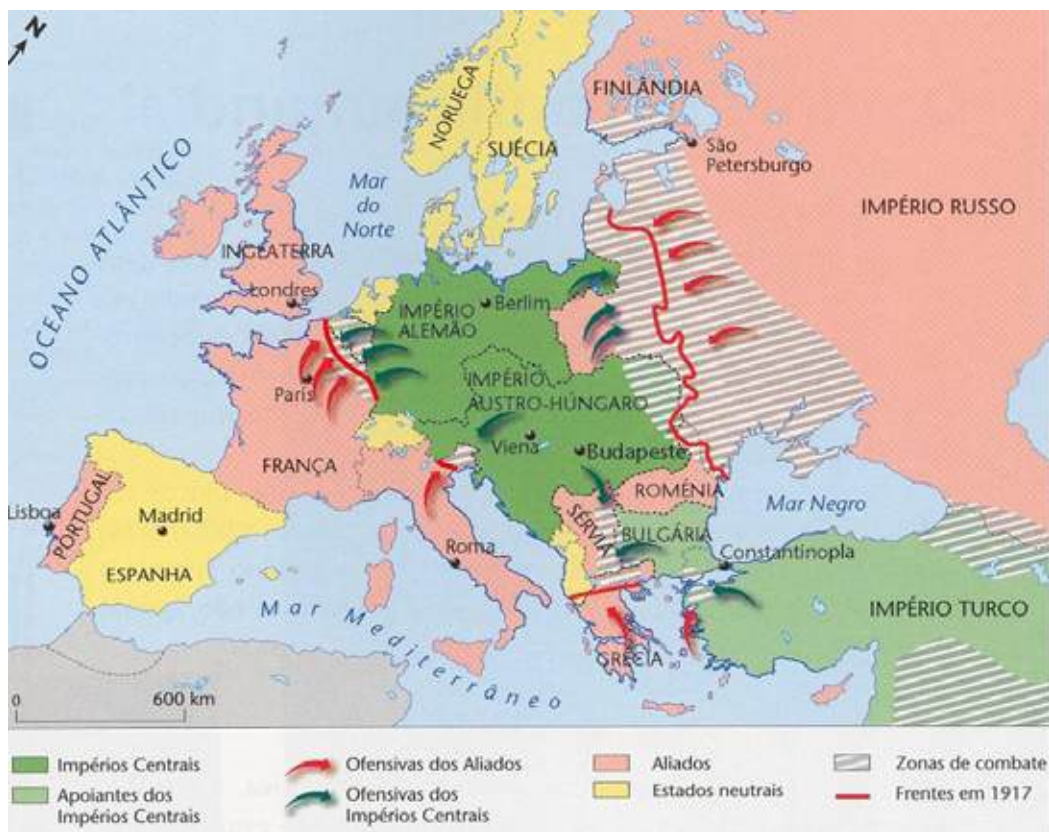 N
OCEANO ATLÂNTICO
NORUEGA
SUÉCIA
FINLÂNDIA
São
Petersburgo
IMPÉRIO RUSSO
Mar
do
Norte
INGLATERRA
Londres
IMPÉRIO
ALEMÃO
Berlim
Paris
IMPÉRIO
AUSTRO-HÚNGARO
Viena
Budapeste
FRANÇA
ROMÉNIA
Mar Negro
Lisboa
PORTUGAL
Madrid
ESPANHA
Roma
SÉRVIA
BULGÁRIA
Constantinopla
IMPÉRIO TURCO
GRÉCIA
Mar Mediterrâneo
0 600 km
Impérios Centrais
Apoiantes dos
Impérios Centrais
Ofensivas dos Aliados
Ofensivas dos
Impérios Centrais
Aliados
Estados neutrais
Zonas de combate
Frentes em 1917